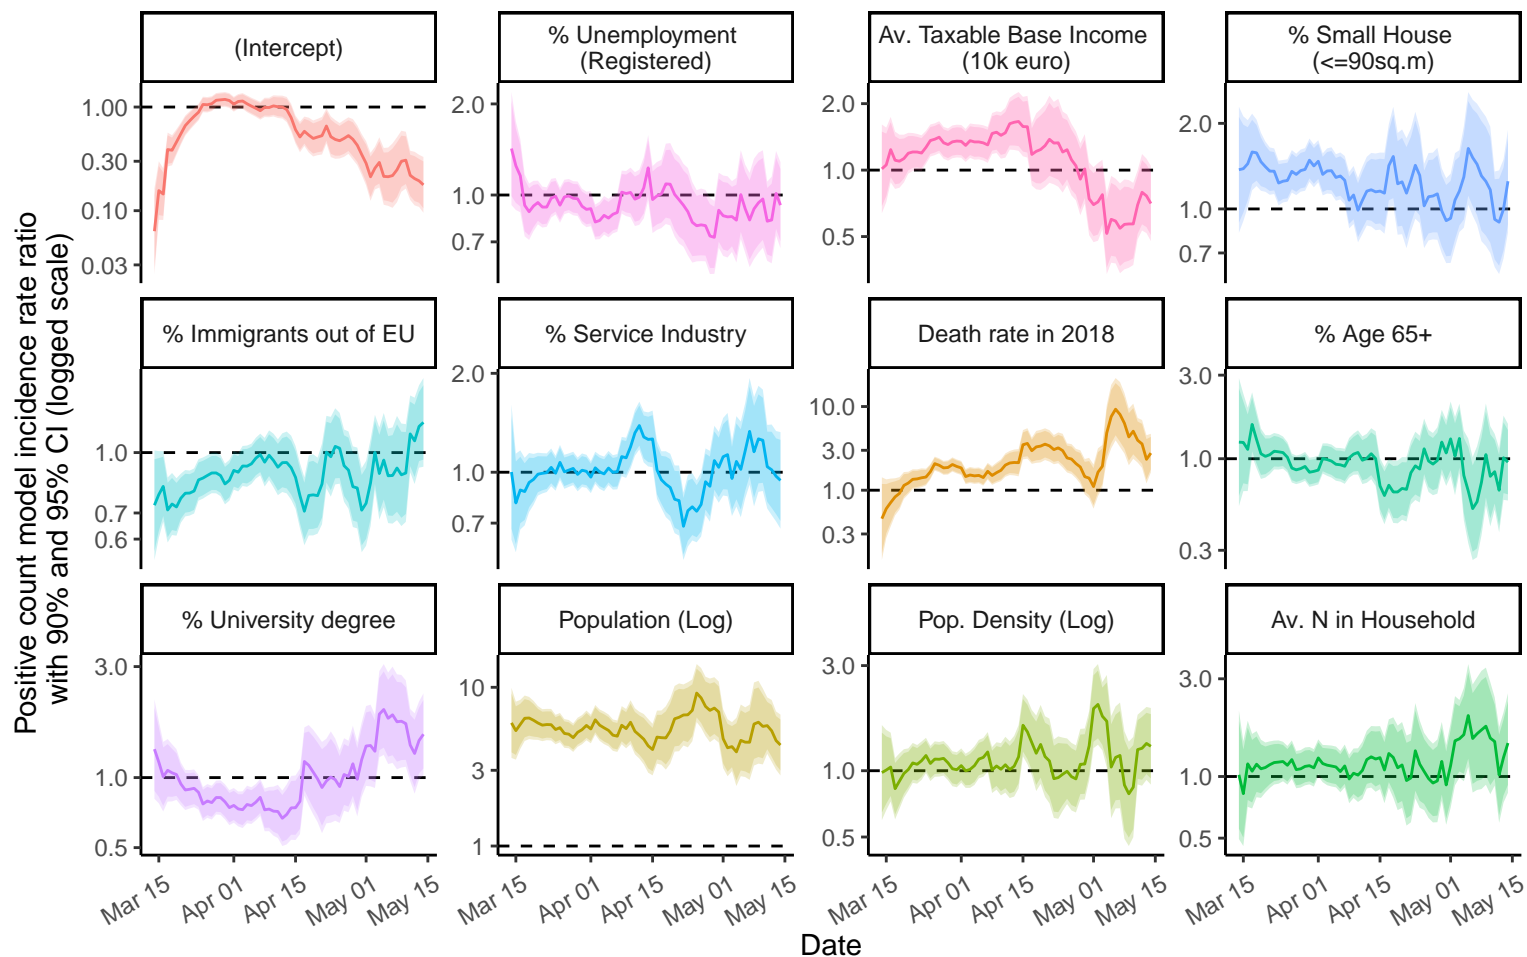 (Intercept)
% Unemployment
(Registered)
Av. Taxable Base Income
(10k euro)
% Small House
(<=90sq.m)
1.00
0.30
0.10
0.03
2.0
1.0
0.7
2.0
1.0
0.5
2.0
1.0
0.7
% Immigrants out of EU
% Service Industry
Death rate in 2018
% Age 65+
1.0
0.7
0.6
2.0
1.0
0.7
10.0
3.0
1.0
0.3
3.0
1.0
0.3
% University degree
Population (Log)
Pop. Density (Log)
Av. N in Household
3.0
1.0
0.5
10
3
1
3.0
1.0
0.5
3.0
1.0
0.5
Mar 15
Apr 01
Apr 15
May 01
May 15
Mar 15
Apr 01
Apr 15
May 01
May 15
Mar 15
Apr 01
Apr 15
May 01
May 15
Mar 15
Apr 01
Apr 15
May 01
May 15
Date
Positive count model incidence rate ratio
with 90% and 95% CI (logged scale)